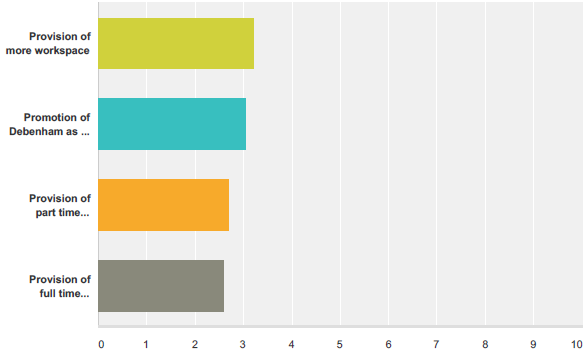 Provision of
more workspace
Promotion of
Debenham as ...
Provision of
part time...
Provision of
full time...
0 1 2 3 4 5 6 7 8 9 10